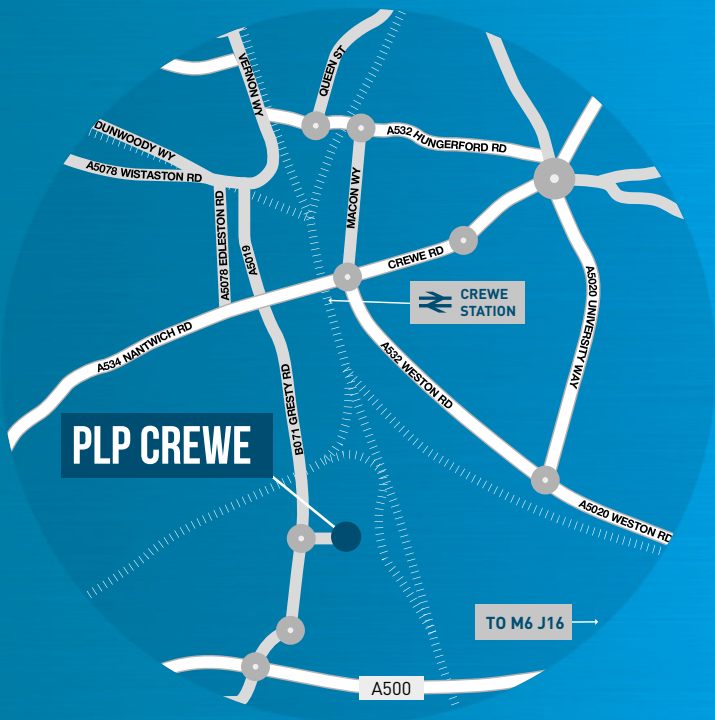 VERNON WY
QUEEN ST
DUNWOODY WY
A5078 WISTASTON RD
A532 HUNGERFORD RD
MACON WY
A5078 EDLESTON RD
A5019
CREWE RD
CREWE
STATION
A5020 UNIVERSITY WAY
A534 NANTWICH RD
A532 WESTON RD
B071 GRESTY RD
PLP CREWE
A5020 WESTON RD
TO M6 J16
A500